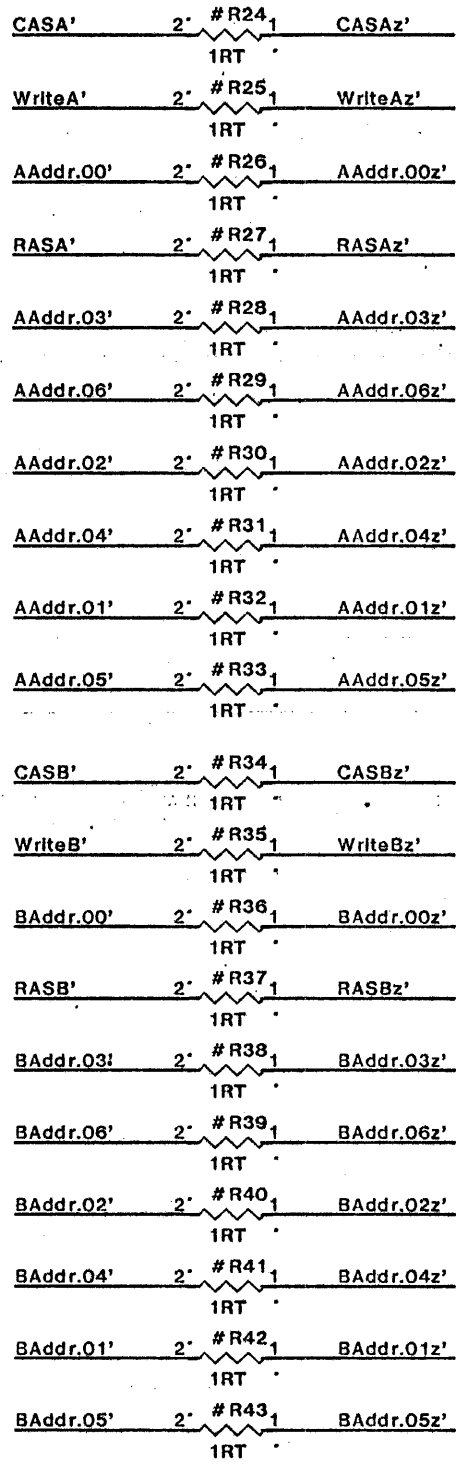 CASA' 2 #R24 1 CASAz'
1RT
WriteA' 2 #R25 1 WriteAz'
1RT
AAddr.00' 2 #R26 1 AAddr.00z'
1RT
RASA' 2 #R27 1 RASAz'
1RT
AAddr.03' 2 #R28 1 AAddr.03z'
1RT
AAddr.06' 2 #R29 1 AAddr.06z'
1RT
AAddr.02' 2 #R30 1 AAddr.02z'
1RT
AAddr.04' 2 #R31 1 AAddr.04z'
1RT
AAddr.01' 2 #R32 1 AAddr.01z'
1RT
AAddr.05' 2 #R33 1 AAddr.05z'
1RT
CASB' 2 #R34 1 CASBz'
1RT
WriteB' 2 #R35 1 WriteBz'
1RT
BAddr.00' 2 #R36 1 BAddr.00z'
1RT
RASB' 2 #R37 1 RASBz'
1RT
BAddr.03' 2 #R38 1 BAddr.03z'
1RT
BAddr.06' 2 #R39 1 BAddr.06z'
1RT
BAddr.02' 2 #R40 1 BAddr.02z'
1RT
BAddr.04' 2 #R41 1 BAddr.04z'
1RT
BAddr.01' 2 #R42 1 BAddr.01z'
1RT
BAddr.05' 2 #R43 1 BAddr.05z'
1RT